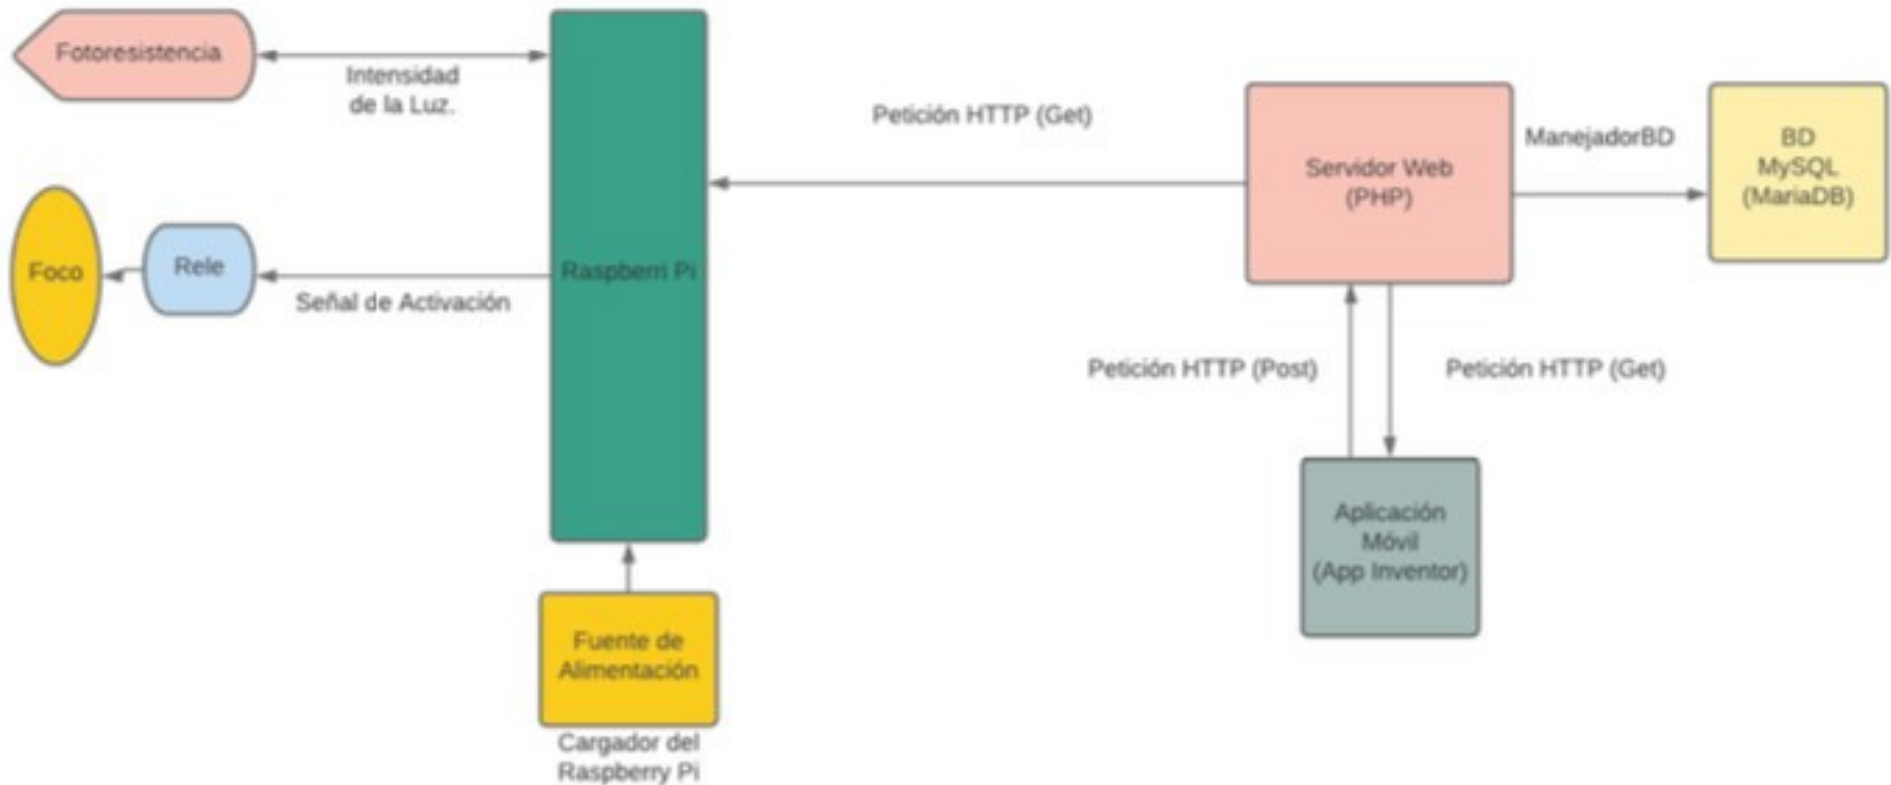 Fotoresistencia
Intensidad
de la Luz.
Foco
Rele
Señal de Activación
Raspberri Pi
Fuente de
Alimentación
Cargador del
Raspberry Pi
Petición HTTP (Get)
Servidor Web
(PHP)
ManejadorBD
BD
MySQL
(MariaDB)
Petición HTTP (Post)
Petición HTTP (Get)
Aplicación
Móvil
(App Inventor)